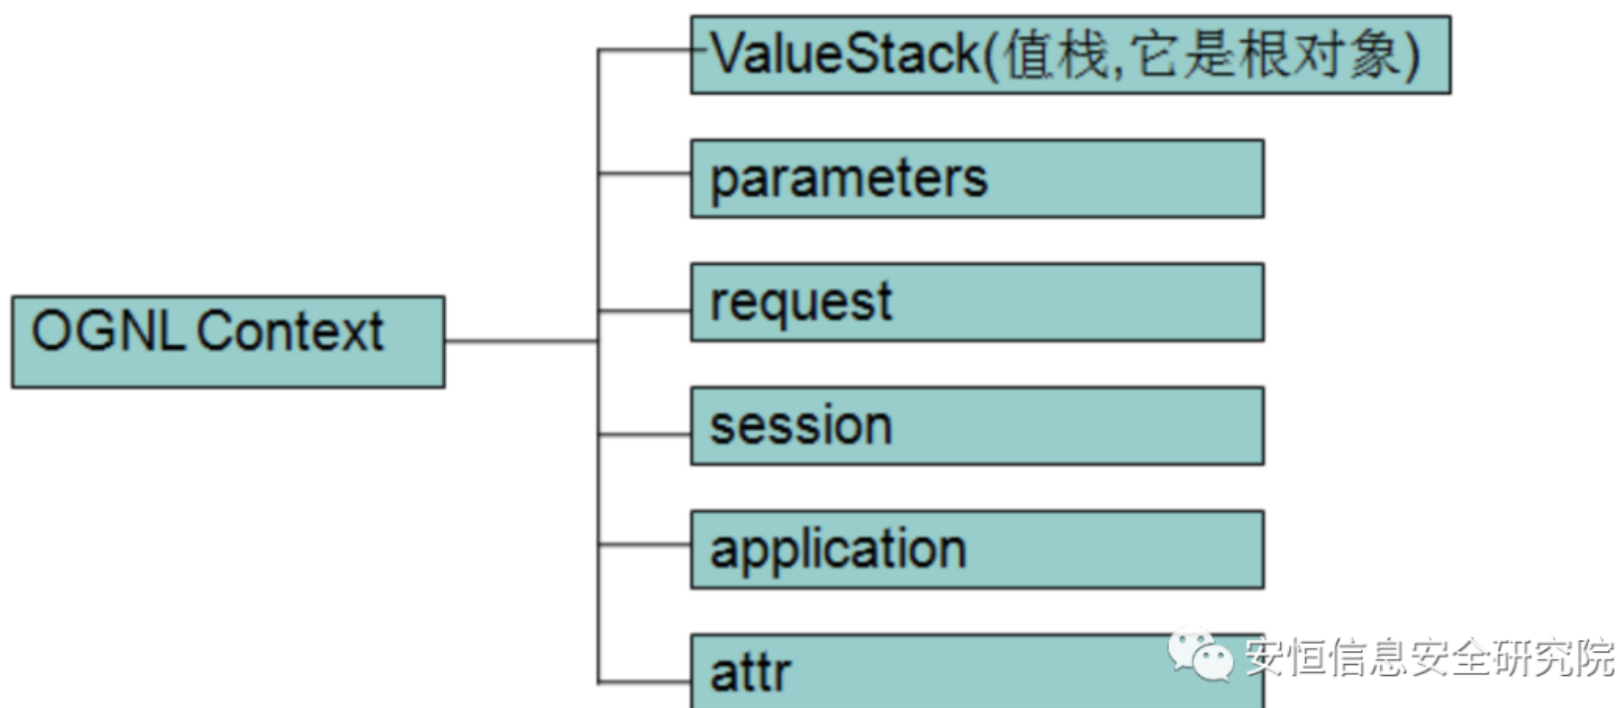 ValueStack(值栈,它是根对象)
parameters
request
OGNL Context
session
application
attr
安恒信息安全研究院